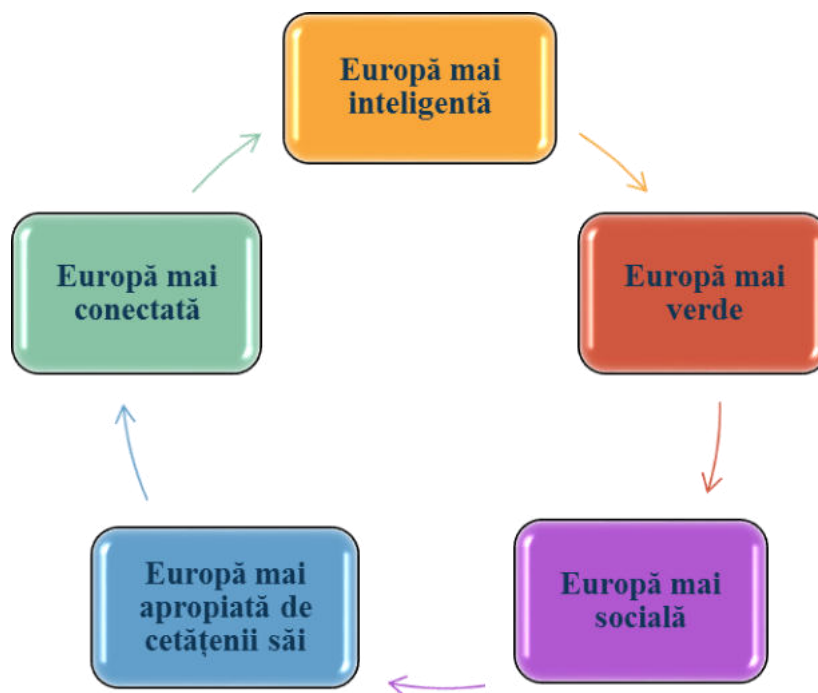 Europă mai
inteligentă
Europă mai
verde
Europă mai
socială
Europă mai
apropiată de
cetățenii săi
Europă mai
conectată